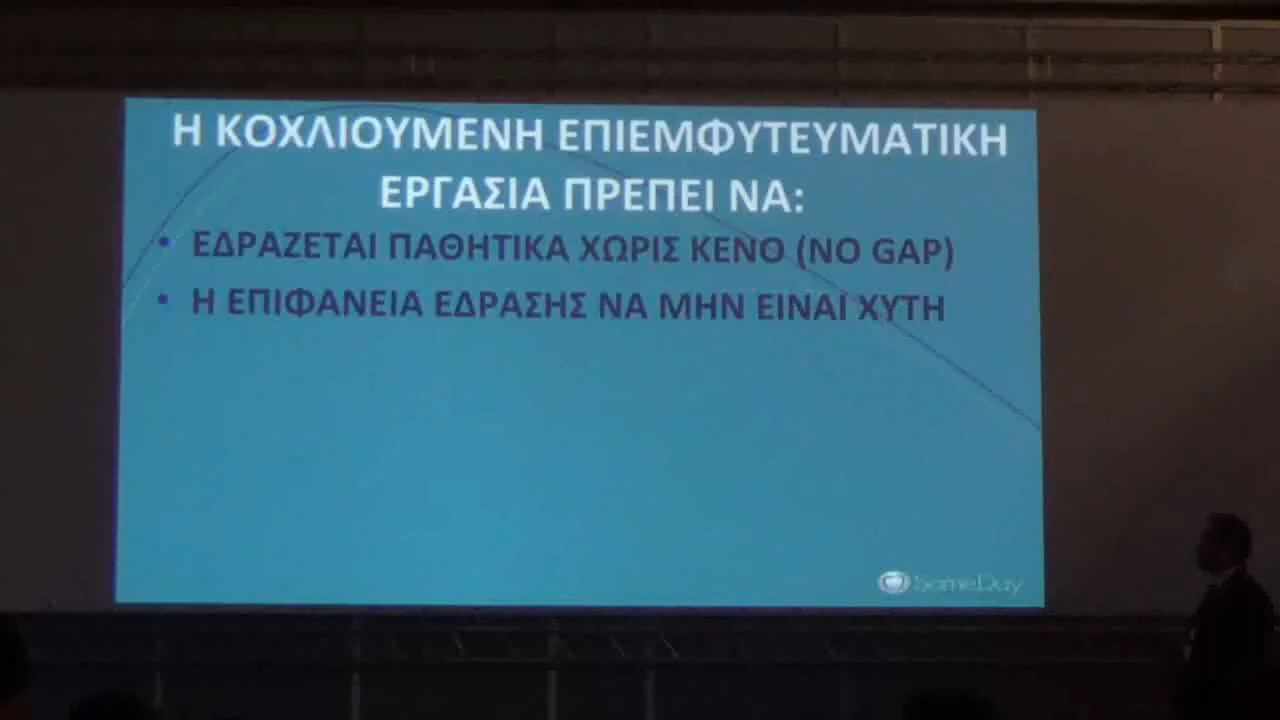 Η ΚΟΧΛΙΟΥΜΕΝΗ ΕΠΙΕΜΦΥΤΕΥΜΑΤΙΚΗ
ΕΡΓΑΣΙΑ ΠΡΕΠΕΙ ΝΑ:
• ΕΔΡΑΖΕΤΑΙ ΠΑΘΗΤΙΚΑ ΧΩΡΙΣ ΚΕΝΟ (NO GAP)
• Η ΕΠΙΦΑΝΕΙΑ ΕΔΡΑΣΗΣ ΝΑ ΜΗΝ ΕΙΝΑΙ ΧΥΤΗ
SameDay